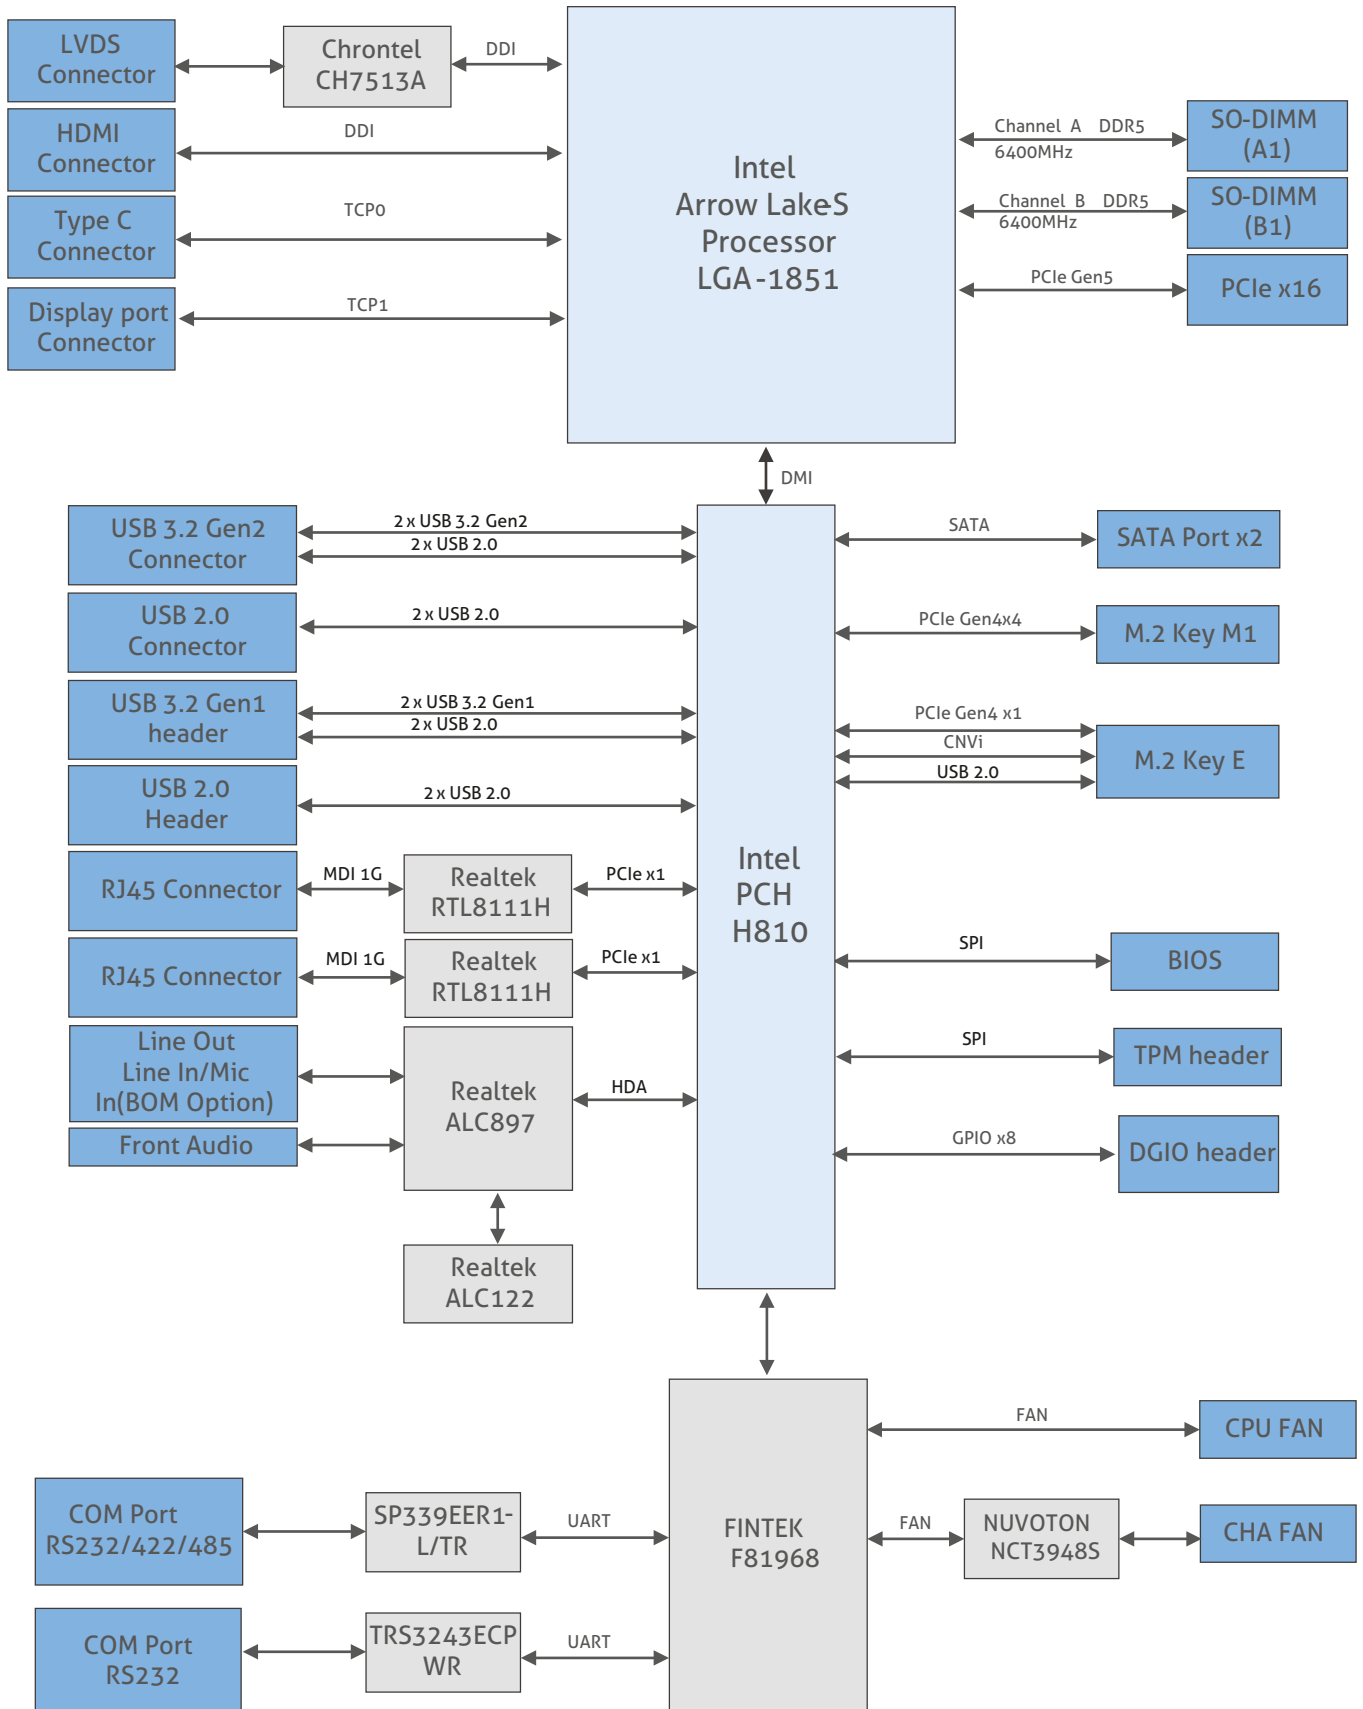 LVDS
Connector
Chrontel
CH7513A
DDI
HDMI
Connector
DDI
Type C
Connector
TCP0
Display port
Connector
TCP1
Intel
Arrow Lake-S
Processor
LGA-1851
Channel A DDR5
6400MHz
SO-DIMM
(A1)
Channel B DDR5
6400MHz
SO-DIMM
(B1)
PCIe Gen5
PCIe x16
DMI
USB 3.2 Gen2
Connector
2 x USB 3.2 Gen2
2 x USB 2.0
USB 2.0
Connector
2 x USB 2.0
USB 3.2 Gen1
header
2 x USB 3.2 Gen1
2 x USB 2.0
USB 2.0
Header
2 x USB 2.0
RJ45 Connector
MDI 1G
Realtek
RTL8111H
PCIe x1
RJ45 Connector
MDI 1G
Realtek
RTL8111H
PCIe x1
Line Out
Line In/Mic
In(BOM Option)
Front Audio
Realtek
ALC897
HDA
Realtek
ALC122
Intel
PCH
H810
SATA
SATA Port x2
PCIe Gen4x4
M.2 Key M1
PCIe Gen4 x1
CNVi
USB 2.0
M.2 Key E
SPI
BIOS
SPI
TPM header
GPIO x8
DGIO header
COM Port
RS232/422/485
SP339EER1-
L/TR
UART
COM Port
RS232
TRS3243ECP
WR
UART
FINTEK
F81968
FAN
CPU FAN
FAN
NUVOTON
NCT3948S
CHA FAN